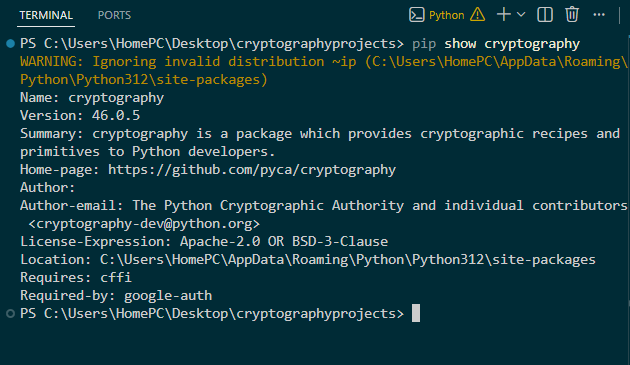 TERMINAL PORTS Python
PS C:\Users\HomePC\Desktop\cryptographyprojects> pip show cryptography
WARNING: Ignoring invalid distribution ~ip (C:\Users\HomePC\AppData\Roaming\
Python\Python312\site-packages)
Name: cryptography
Version: 46.0.5
Summary: cryptography is a package which provides cryptographic recipes and
primitives to Python developers.
Home-page: https://github.com/pyca/cryptography
Author:
Author-email: The Python Cryptographic Authority and individual contributors
<cryptography-dev@python.org>
License-Expression: Apache-2.0 OR BSD-3-Clause
Location: C:\Users\HomePC\AppData\Roaming\Python\Python312\site-packages
Requires: cffi
Required-by: google-auth
PS C:\Users\HomePC\Desktop\cryptographyprojects>